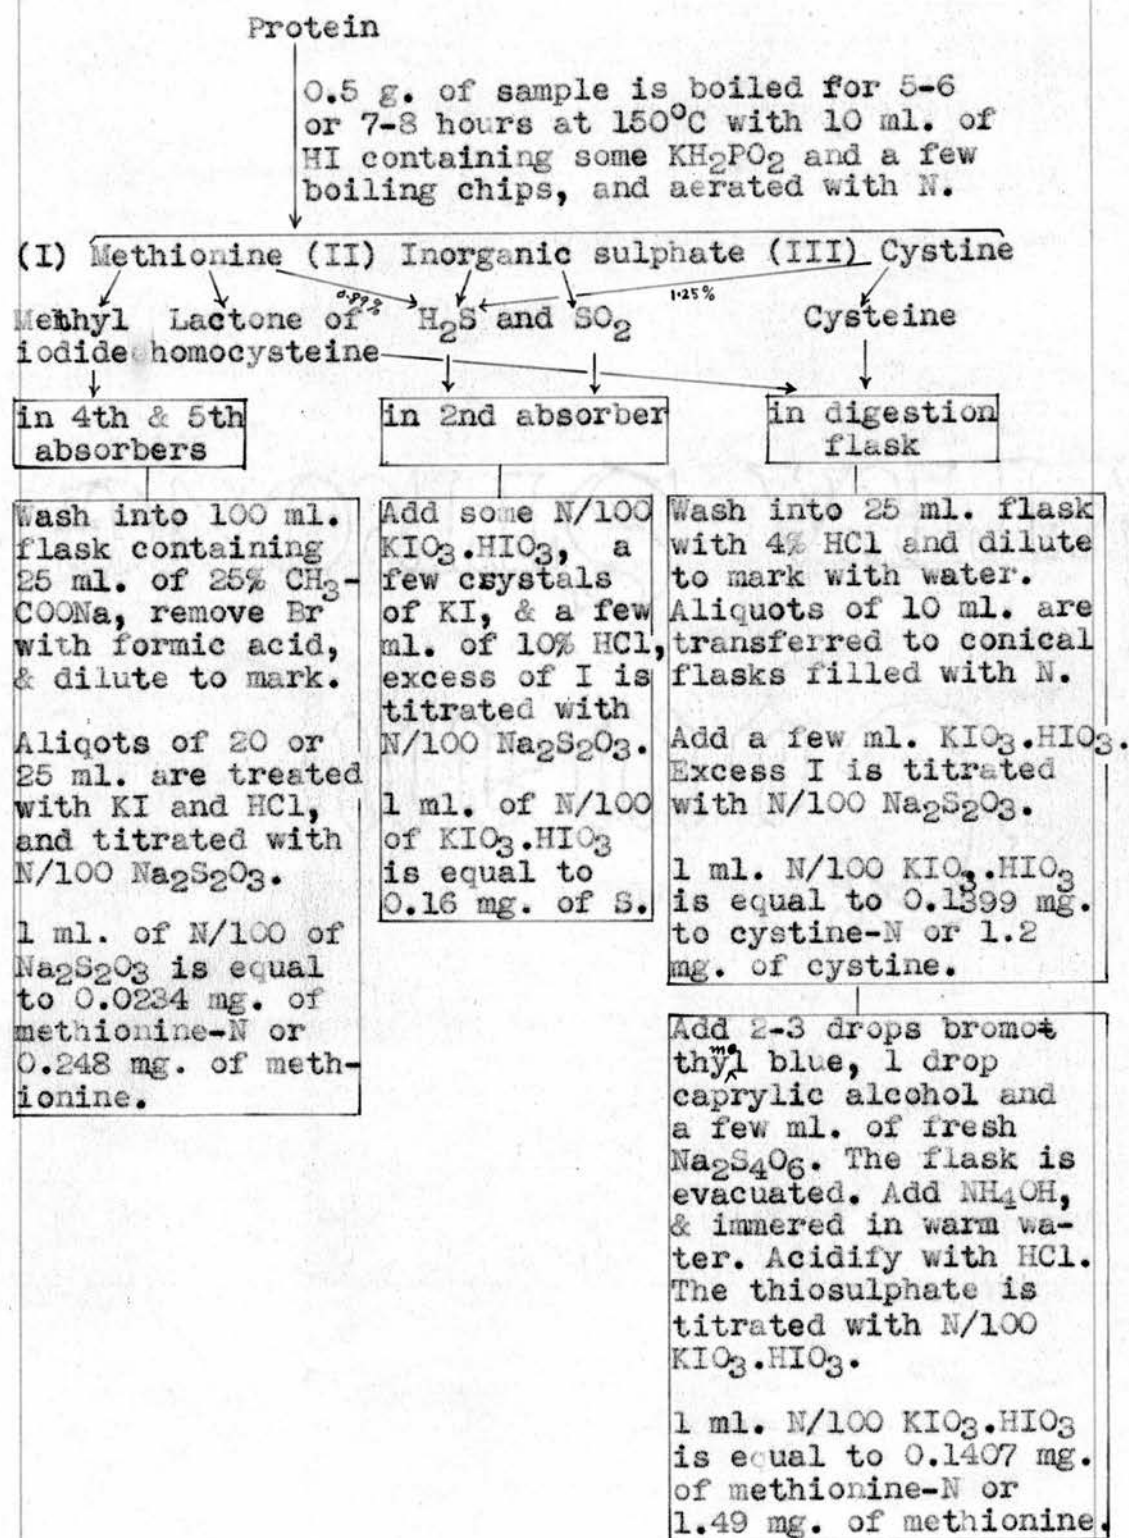 Protein
0.5 g. of sample is boiled for 5-6
or 7-8 hours at 150°C with 10 ml. of
HI containing some KH₂PO₂ and a few
boiling chips, and aerated with N.
(I) Methionine (II) Inorganic sulphate (III) Cystine
0.89%
1.25%
Methyl Lactone of H₂S and SO₂ Cysteine
iodide homocysteine
in 4th & 5th
absorbers
in 2nd absorber
in digestion
flask
Wash into 100 ml.
flask containing
25 ml. of 25% CH₃-
COONa, remove Br
with formic acid,
& dilute to mark.
Aliqots of 20 or
25 ml. are treated
with KI and HCl,
and titrated with
N/100 Na₂S₂O₃.
1 ml. of N/100 of
Na₂S₂O₃ is equal
to 0.0234 mg. of
methionine-N or
0.248 mg. of meth-
ionine.
Add some N/100
KIO₃.HIO₃, a
few crystals
of KI, & a few
ml. of 10% HCl,
excess of I is
titrated with
N/100 Na₂S₂O₃.
1 ml. of N/100
of KIO₃.HIO₃
is equal to
0.16 mg. of S.
Wash into 25 ml. flask
with 4% HCl and dilute
to mark with water.
Aliquots of 10 ml. are
transferred to conical
flasks filled with N.
Add a few ml. KIO₃.HIO₃.
Excess I is titrated
with N/100 Na₂S₂O₃.
1 ml. N/100 KIO₃.HIO₃
is equal to 0.1399 mg.
to cystine-N or 1.2
mg. of cystine.
Add 2-3 drops bromot
thymol blue, 1 drop
caprylic alcohol and
a few ml. of fresh
Na₂S₄O₆. The flask is
evacuated. Add NH₄OH,
& immered in warm wa-
ter. Acidify with HCl.
The thiosulphate is
titrated with N/100
KIO₃.HIO₃.
1 ml. N/100 KIO₃.HIO₃
is equal to 0.1407 mg.
of methionine-N or
1.49 mg. of methionine.